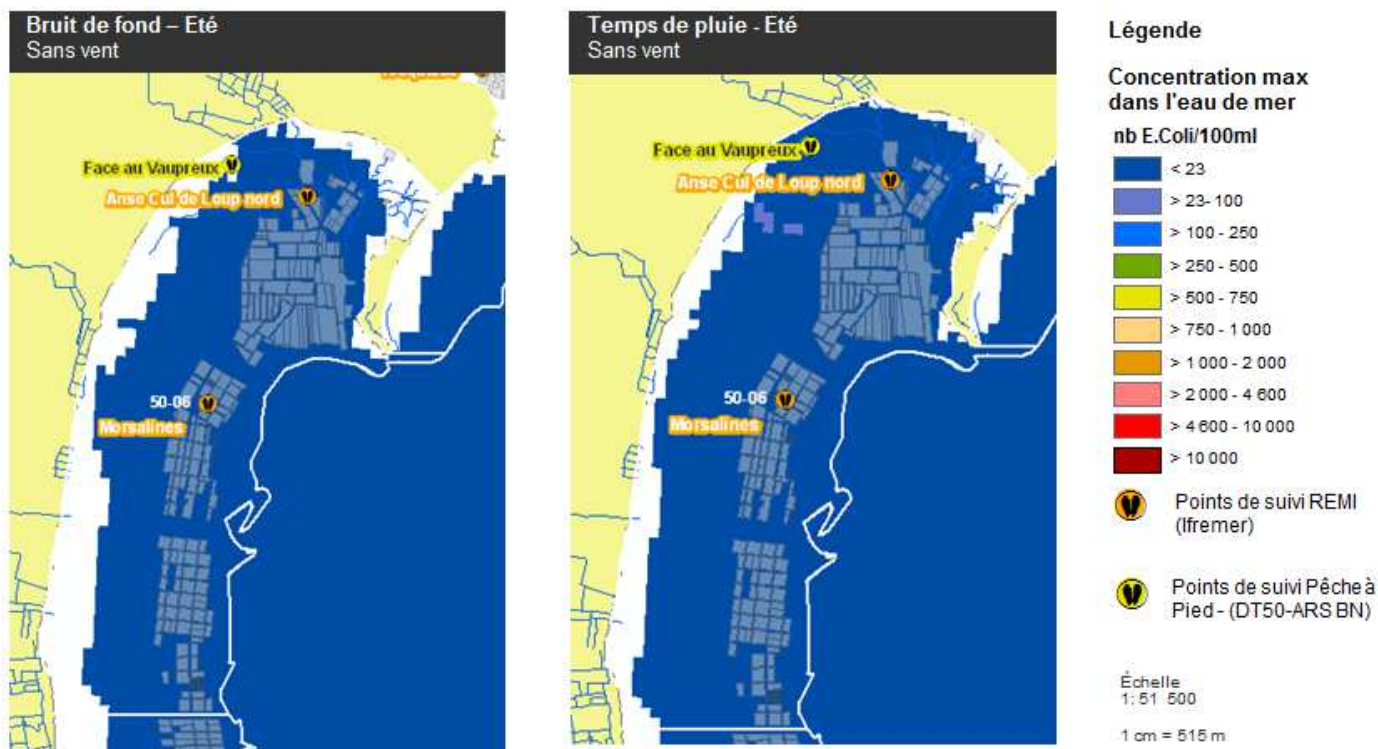 Bruit de fond – Eté
Sans vent
Face au Vaupreux
Anse Cul de Loup nord
50-06
Morsalines
Temps de pluie - Eté
Sans vent
Face au Vaupreux
Anse Cul de Loup nord
50-06
Morsalines
Légende
Concentration max
dans l'eau de mer
nb E.Coli/100ml
< 23
> 23- 100
> 100 - 250
> 250 - 500
> 500 - 750
> 750 - 1 000
> 1 000 - 2 000
> 2 000 - 4 600
> 4 600 - 10 000
> 10 000
Points de suivi REMI
(Ifremer)
Points de suivi Pêche à
Pied - (DT50-ARS BN)
Échelle
1: 51 500
1 cm = 515 m